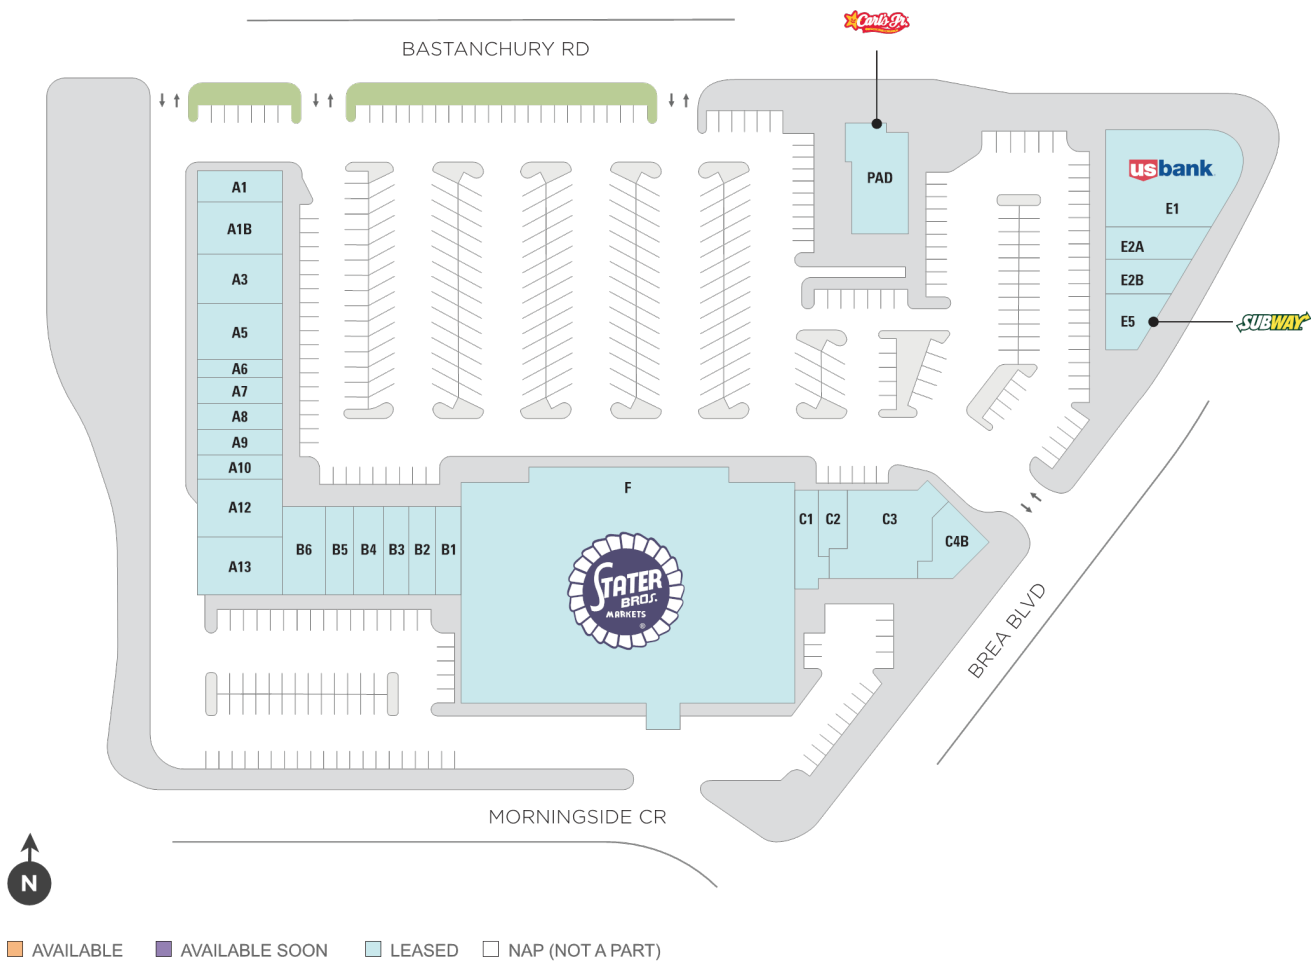 Carl's Jr.
BASTANCHURY RD
PAD
usbank
E1
E2A
E2B
E5
SUBWAY
A1
A1B
A3
A5
A6
A7
A8
A9
A10
A12
A13
B6
B5
B4
B3
B2
B1
F
STATER
BROS.
MARKETS
®
C1
C2
C3
C4B
BREA BLVD
MORNINGSIDE CR
N
AVAILABLE
AVAILABLE SOON
LEASED
NAP (NOT A PART)